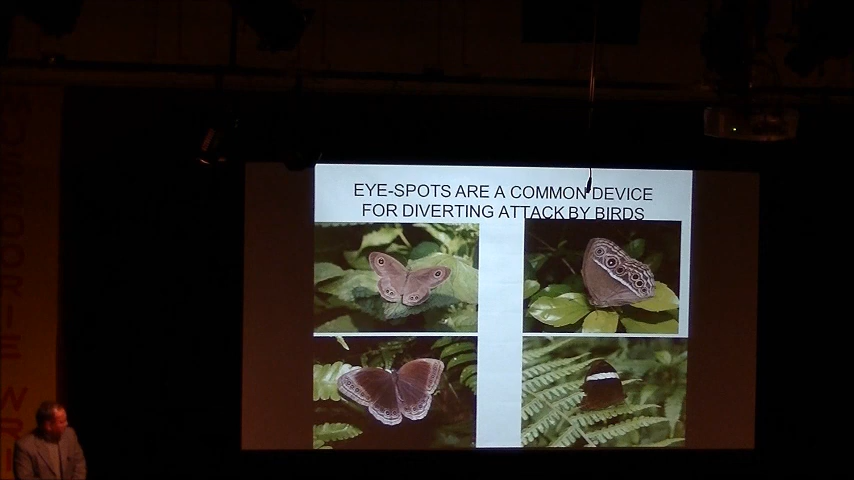 EYE-SPOTS ARE A COMMON DEVICE
FOR DIVERTING ATTACK BY BIRDS